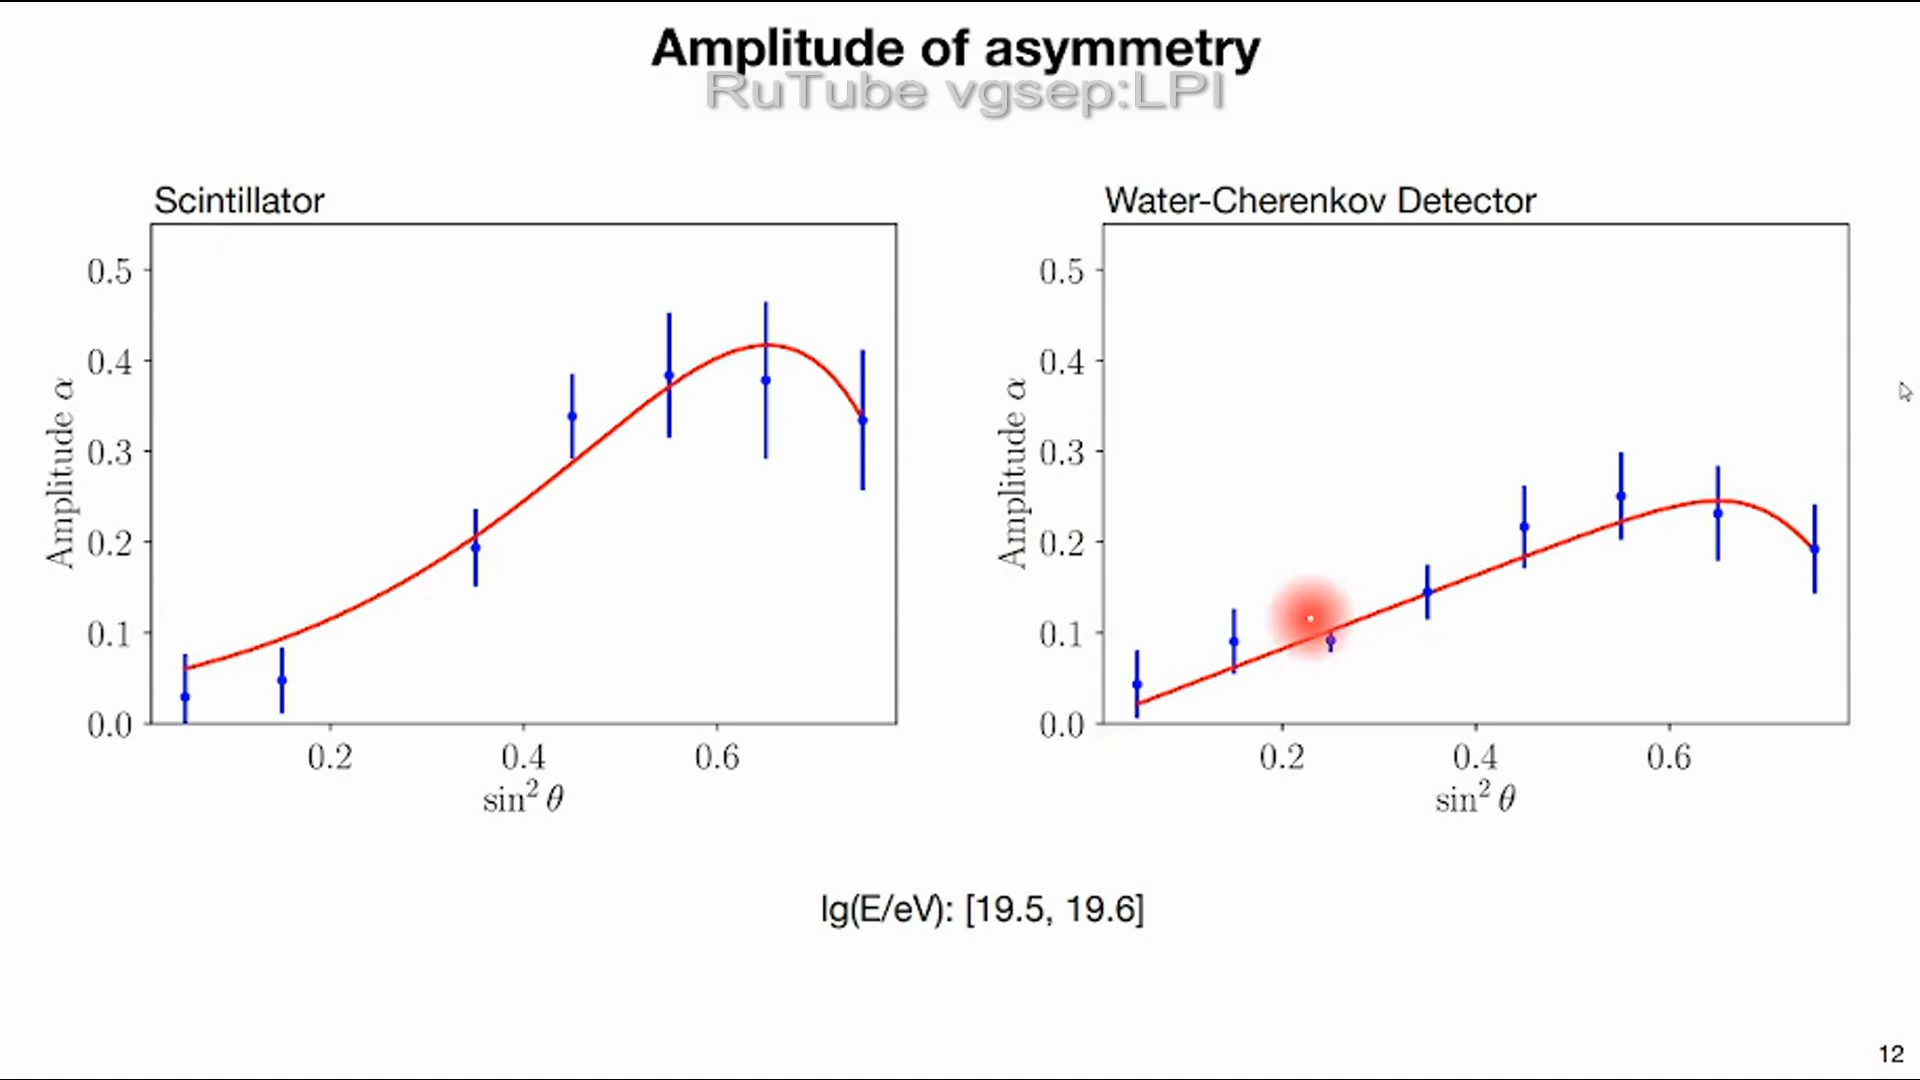 Amplitude of asymmetry
RuTube vgsep:LPI
Scintillator
0.5
0.4
0.3
0.2
0.1
0.0
Amplitude α
0.2 0.4 0.6
sin² θ
Water-Cherenkov Detector
0.5
0.4
0.3
0.2
0.1
0.0
Amplitude α
0.2 0.4 0.6
sin² θ
lg(E/eV): [19.5, 19.6]
12